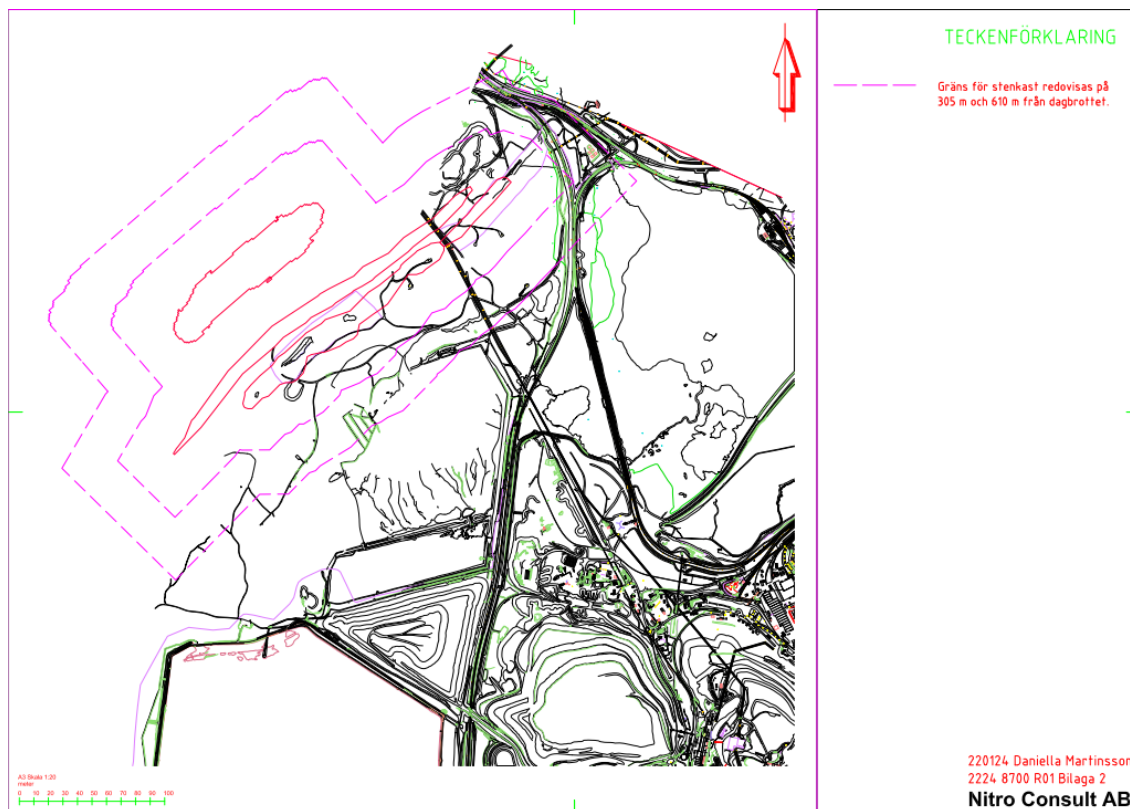 TECKENFÖRKLARING
Gräns för stenkast redovisas på
305 m och 610 m från dagbrottet.
A3 Skala 1:20
meter
0 10 20 30 40 50 60 70 80 90 100
220124 Daniella Martinsson
2224 8700 R01 Bilaga 2
Nitro Consult AB